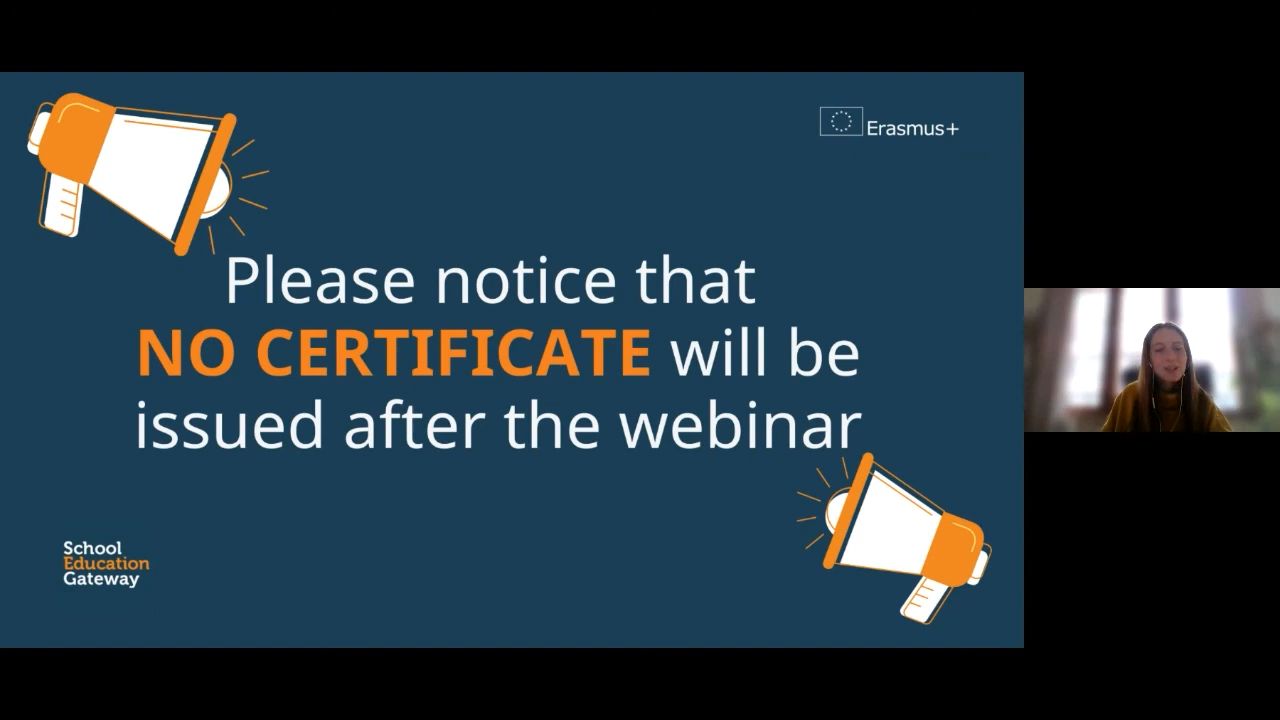 Erasmus+
Please notice that
NO CERTIFICATE will be
issued after the webinar
School
Education
Gateway